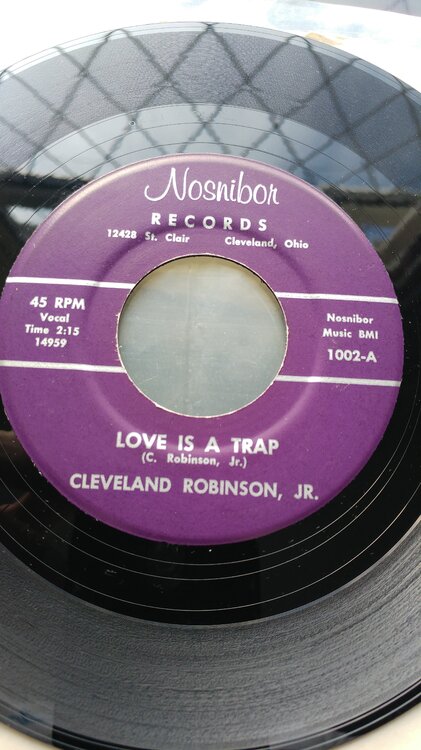 Nosnibor
RECORDS
12428 St. Clair Cleveland, Ohio
45 RPM
Vocal
Time 2:15
14959
Nosnibor
Music BMI
1002-A
LOVE IS A TRAP
(C. Robinson, Jr.)
CLEVELAND ROBINSON, JR.